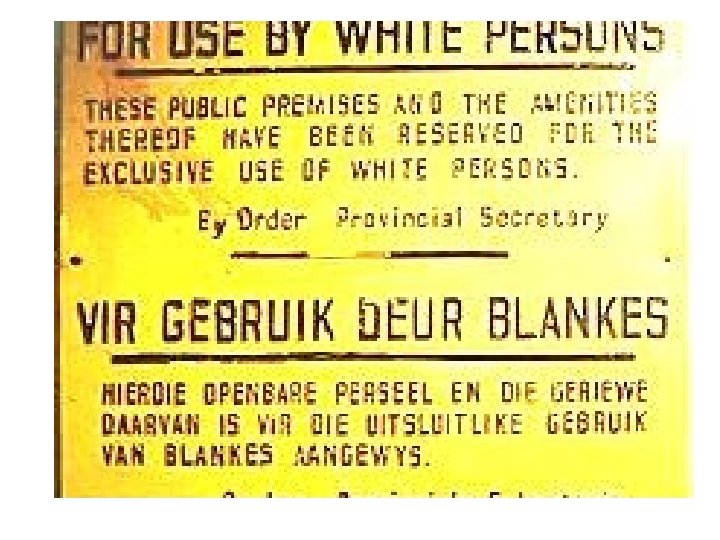 FOR USE BY WHITE PERSONS
THESE PUBLIC PREMISES AND THE AMENITIES
THEREOF HAVE BEEN RESERVED FOR THE
EXCLUSIVE USE OF WHITE PERSONS.
By Order Provincial Secretary
VIR GEBRUIK DEUR BLANKES
HIERDIE OPENBARE PERSEEL EN DIE GERIEWE
DAARVAN IS VIR DIE UITSLUITLIKE GEBRUIK
VAN BLANKES AANGEWYS.